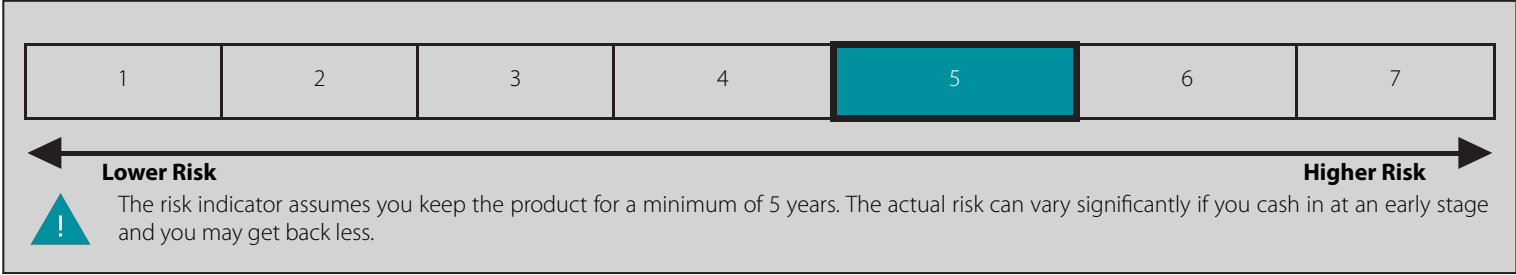 1 2 3 4 5 6 7
Lower Risk Higher Risk
The risk indicator assumes you keep the product for a minimum of 5 years. The actual risk can vary significantly if you cash in at an early stage
! and you may get back less.